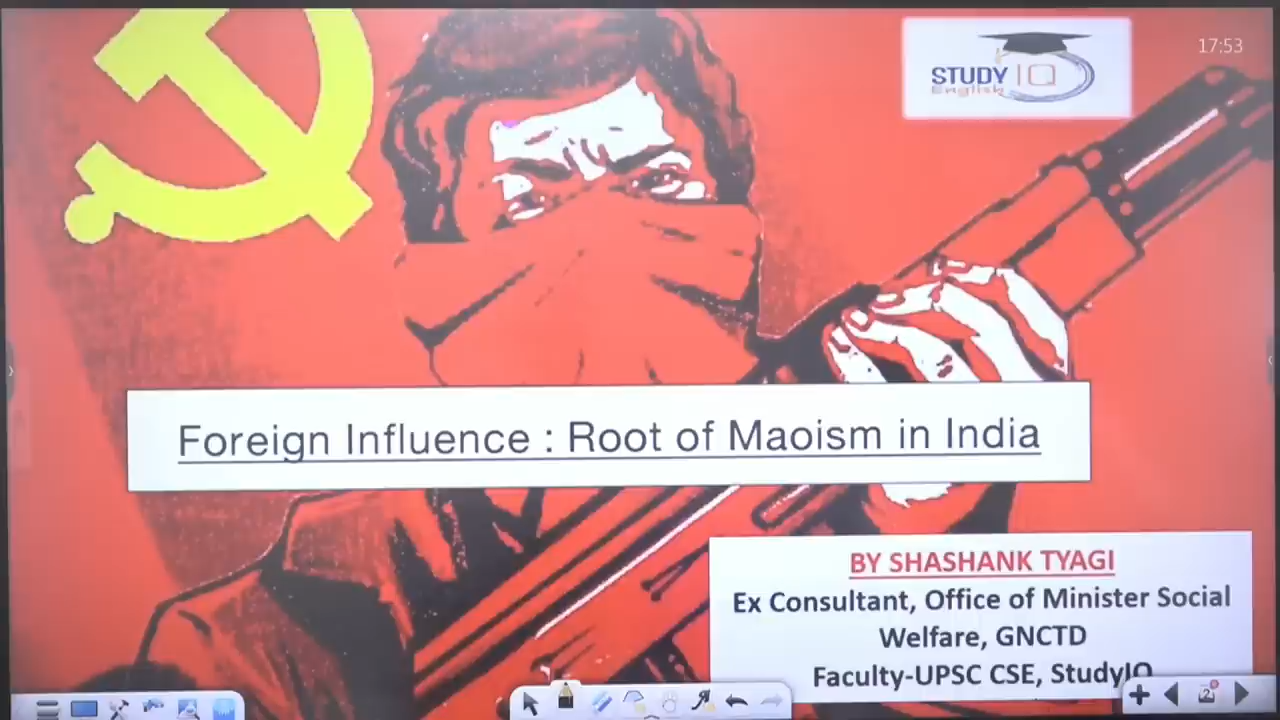 17:53
STUDY IQ
English
Foreign Influence : Root of Maoism in India
BY SHASHANK TYAGI
Ex Consultant, Office of Minister Social
Welfare, GNCTD
Faculty-UPSC CSE, StudyIQ
2